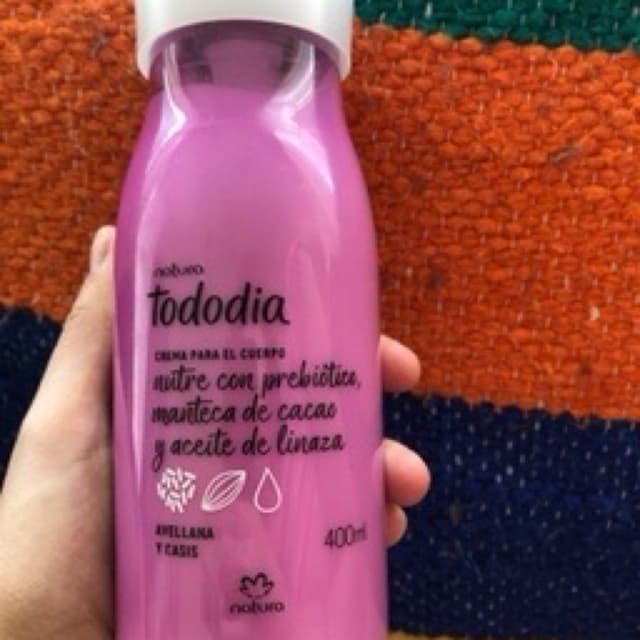 natura
tododia
CREMA PARA EL CUERPO
nutre con prebiótico,
manteca de cacao
y aceite de linaza
AVELLANA
Y CASIS
400ml
natura